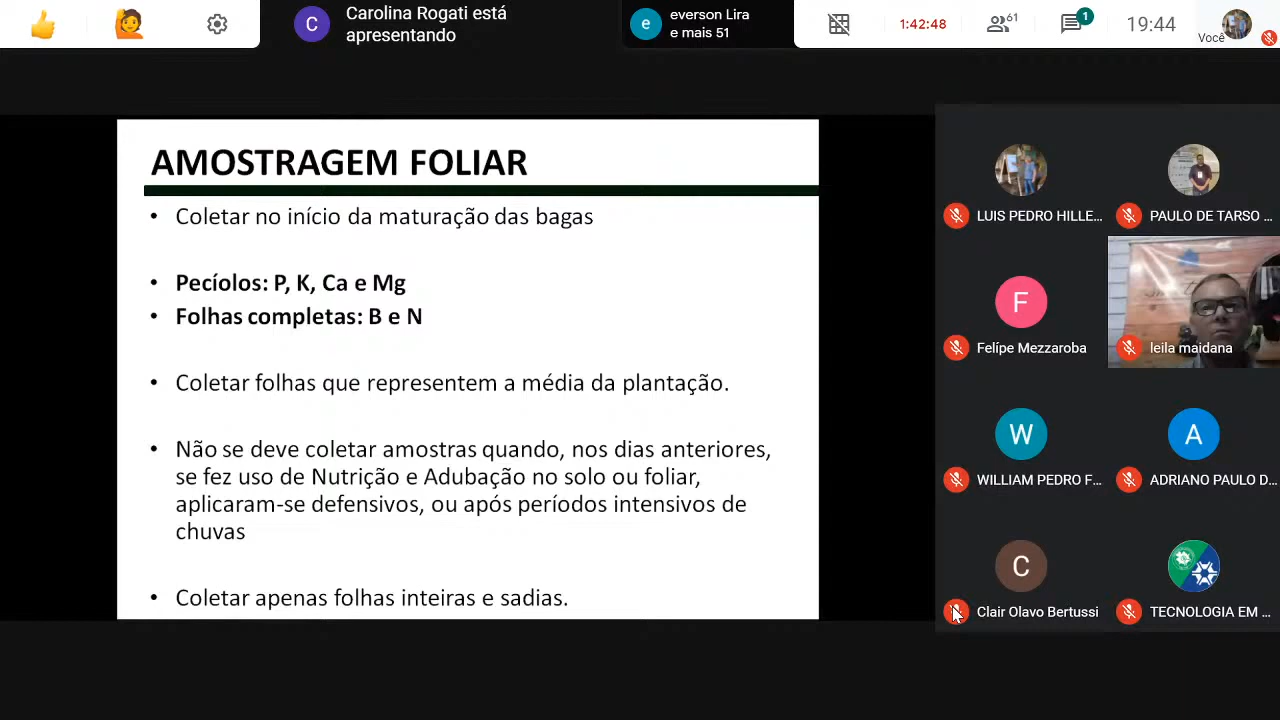 Carolina Rogati está
apresentando
C
e
everson Lira
e mais 51
1:42:48
61
1
19:44
Você
AMOSTRAGEM FOLIAR
• Coletar no início da maturação das bagas
• Pecíolos: P, K, Ca e Mg
• Folhas completas: B e N
• Coletar folhas que representem a média da plantação.
• Não se deve coletar amostras quando, nos dias anteriores,
se fez uso de Nutrição e Adubação no solo ou foliar,
aplicaram-se defensivos, ou após períodos intensivos de
chuvas
• Coletar apenas folhas inteiras e sadias.
LUIS PEDRO HILLE...
PAULO DE TARSO ...
F
Felípe Mezzaroba
leila maidana
W
WILLIAM PEDRO F...
A
ADRIANO PAULO D...
C
Clair Olavo Bertussi
TECNOLOGIA EM ...